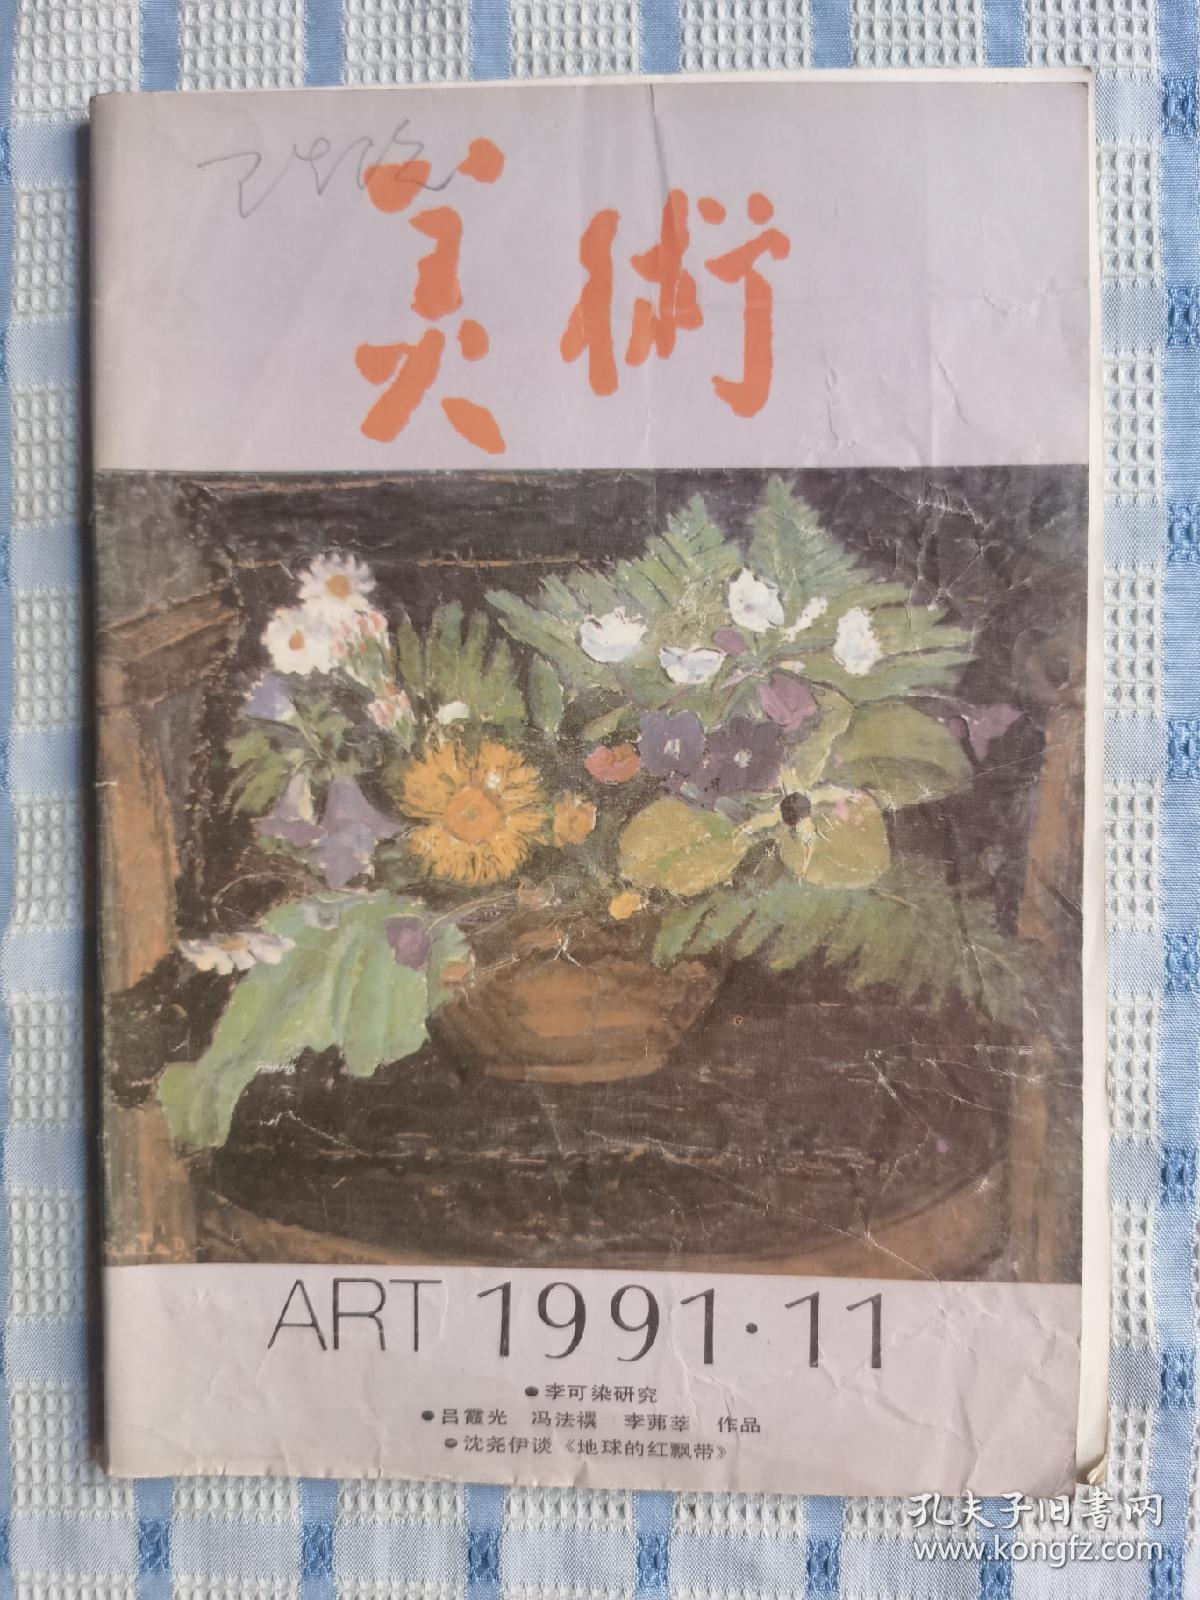 美術
ART 1991·11
●李可染研究
●吕霞光 冯法禩 李茀莘 作品
●沈尧伊谈《地球的红飘带》
孔夫子旧书网
www.kongfz.com